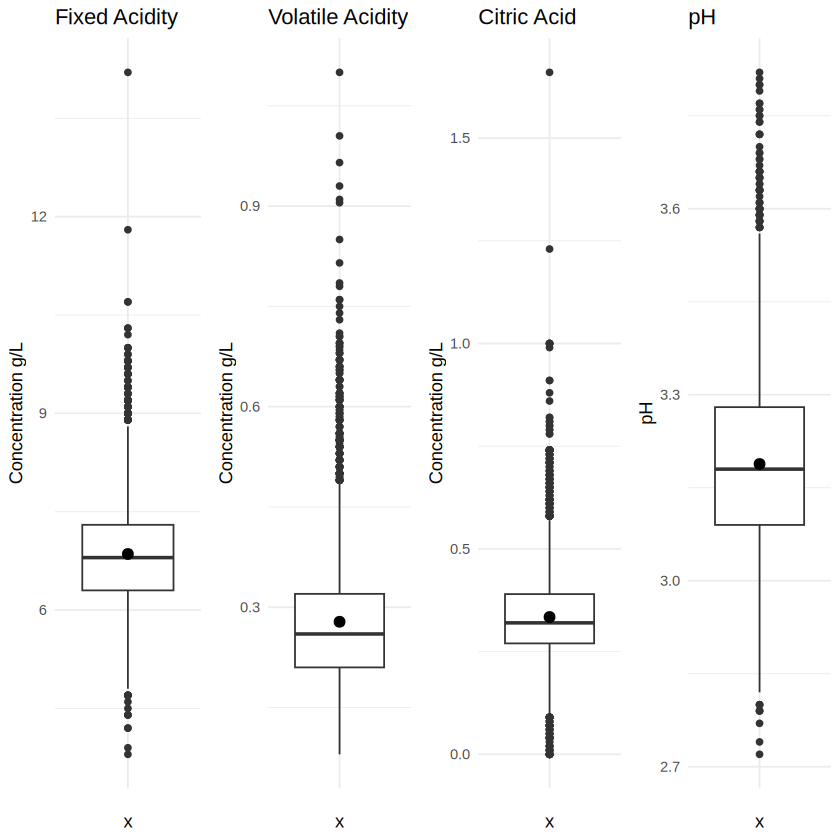 Fixed Acidity
Concentration g/L
12
9
6
x
Volatile Acidity
Concentration g/L
0.9
0.6
0.3
x
Citric Acid
Concentration g/L
1.5
1.0
0.5
0.0
x
pH
pH
3.6
3.3
3.0
2.7
x